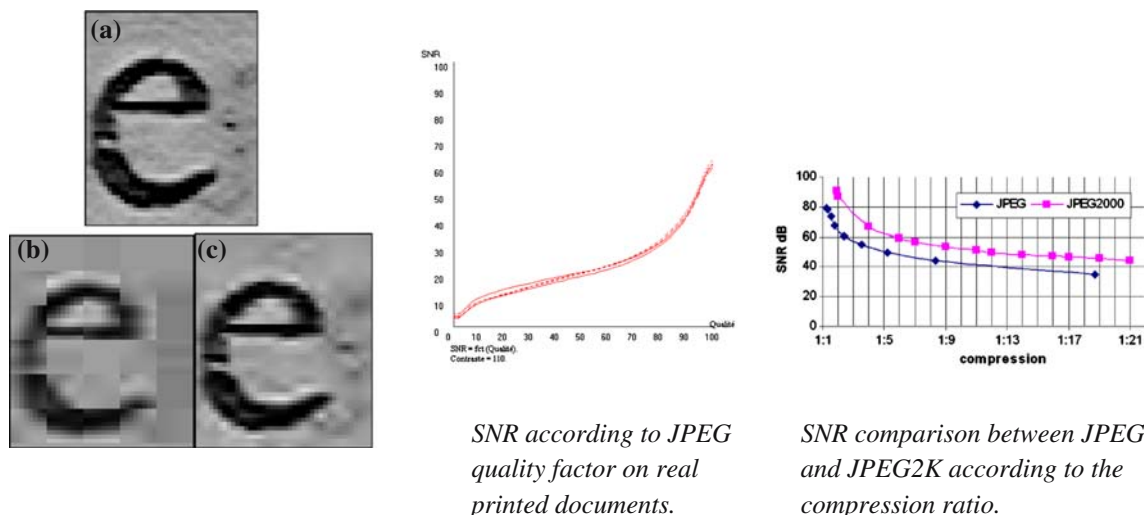 (a)
(b)
(c)
e
e
e
SNR
100
90
80
70
60
50
40
30
20
10
0
0 10 20 30 40 50 60 70 80 90 100
Qualité
SNR = fct (Qualité).
Contraste = 110.
JPEG JPEG2000
SNR dB
100
80
60
40
20
0
1:1 1:5 1:9 1:13 1:17 1:21
compression
SNR according to JPEG
quality factor on real
printed documents.
SNR comparison between JPEG
and JPEG2K according to the
compression ratio.